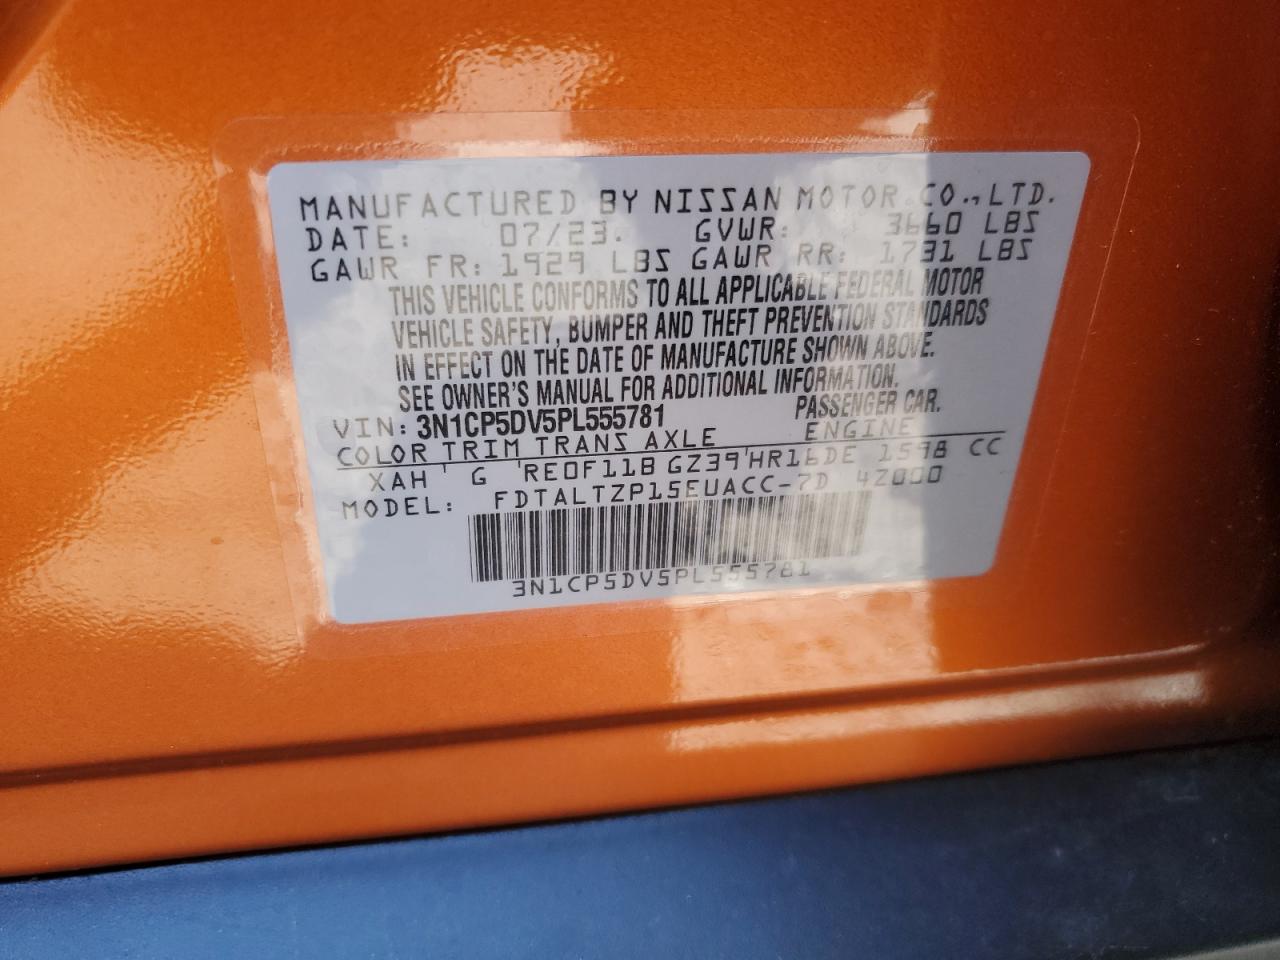 MANUFACTURED BY NISSAN MOTOR CO., LTD.
DATE: 07/23. GVWR: 3660 LBS
GAWR FR: 1929 LBS GAWR RR: 1731 LBS
THIS VEHICLE CONFORMS TO ALL APPLICABLE FEDERAL MOTOR
VEHICLE SAFETY, BUMPER AND THEFT PREVENTION STANDARDS
IN EFFECT ON THE DATE OF MANUFACTURE SHOWN ABOVE.
SEE OWNER'S MANUAL FOR ADDITIONAL INFORMATION.
VIN: 3N1CP5DV5PL555781 PASSENGER CAR.
COLOR TRIM TRANS AXLE ENGINE
XAH G RE0F11B GZ39 HR16DE 1598 CC
MODEL: FDTALTZP15EUACC-7D 42000
3N1CP5DV5PL555781